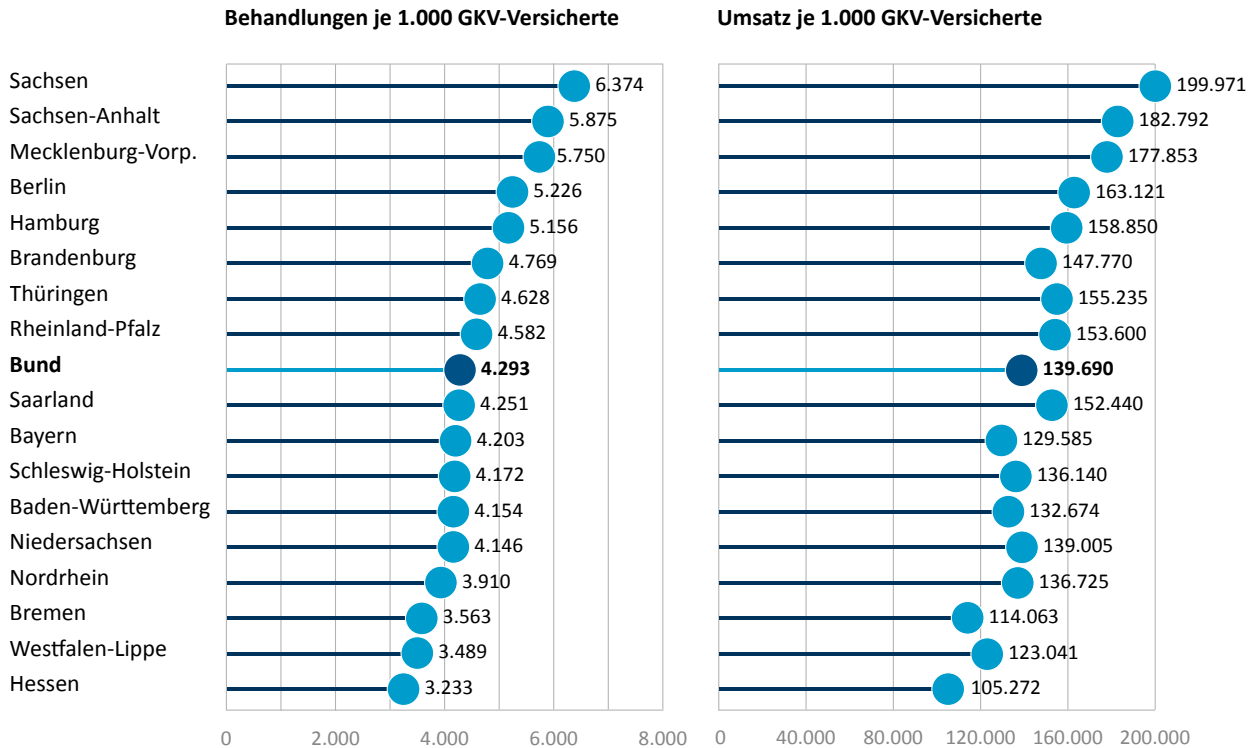 Behandlungen je 1.000 GKV-Versicherte Umsatz je 1.000 GKV-Versicherte
Sachsen 6.374 199.971
Sachsen-Anhalt 5.875 182.792
Mecklenburg-Vorp. 5.750 177.853
Berlin 5.226 163.121
Hamburg 5.156 158.850
Brandenburg 4.769 147.770
Thüringen 4.628 155.235
Rheinland-Pfalz 4.582 153.600
Bund 4.293 139.690
Saarland 4.251 152.440
Bayern 4.203 129.585
Schleswig-Holstein 4.172 136.140
Baden-Württemberg 4.154 132.674
Niedersachsen 4.146 139.005
Nordrhein 3.910 136.725
Bremen 3.563 114.063
Westfalen-Lippe 3.489 123.041
Hessen 3.233 105.272
0 2.000 4.000 6.000 8.000 0 40.000 80.000 120.000 160.000 200.000